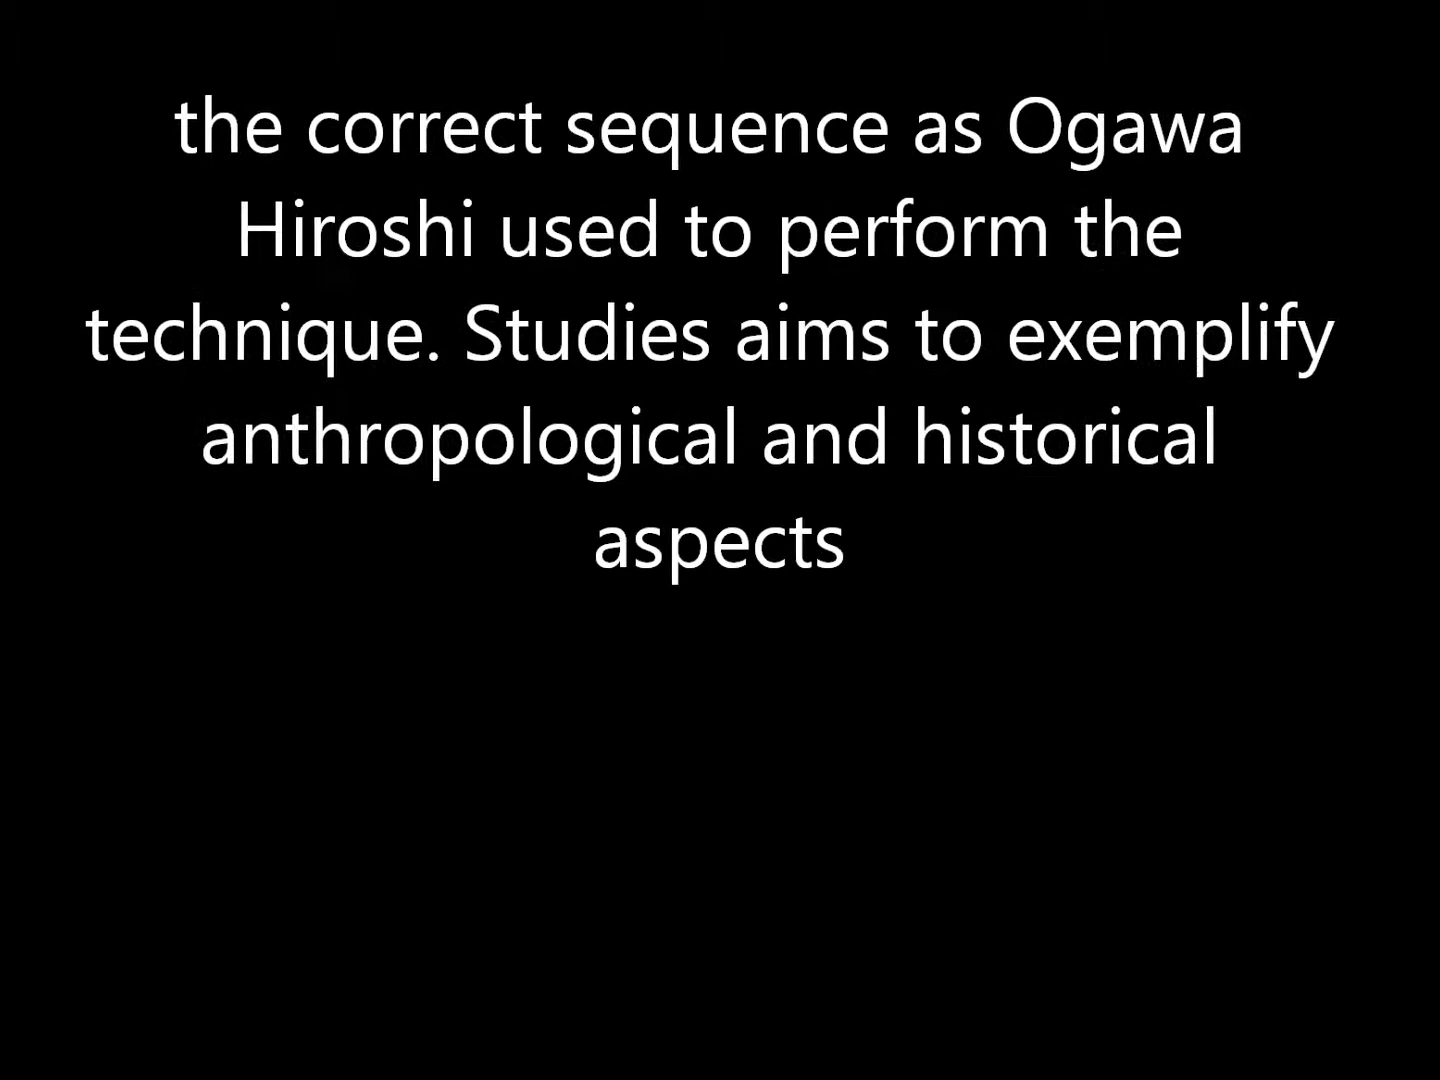 the correct sequence as Ogawa
Hiroshi used to perform the
technique. Studies aims to exemplify
anthropological and historical
aspects